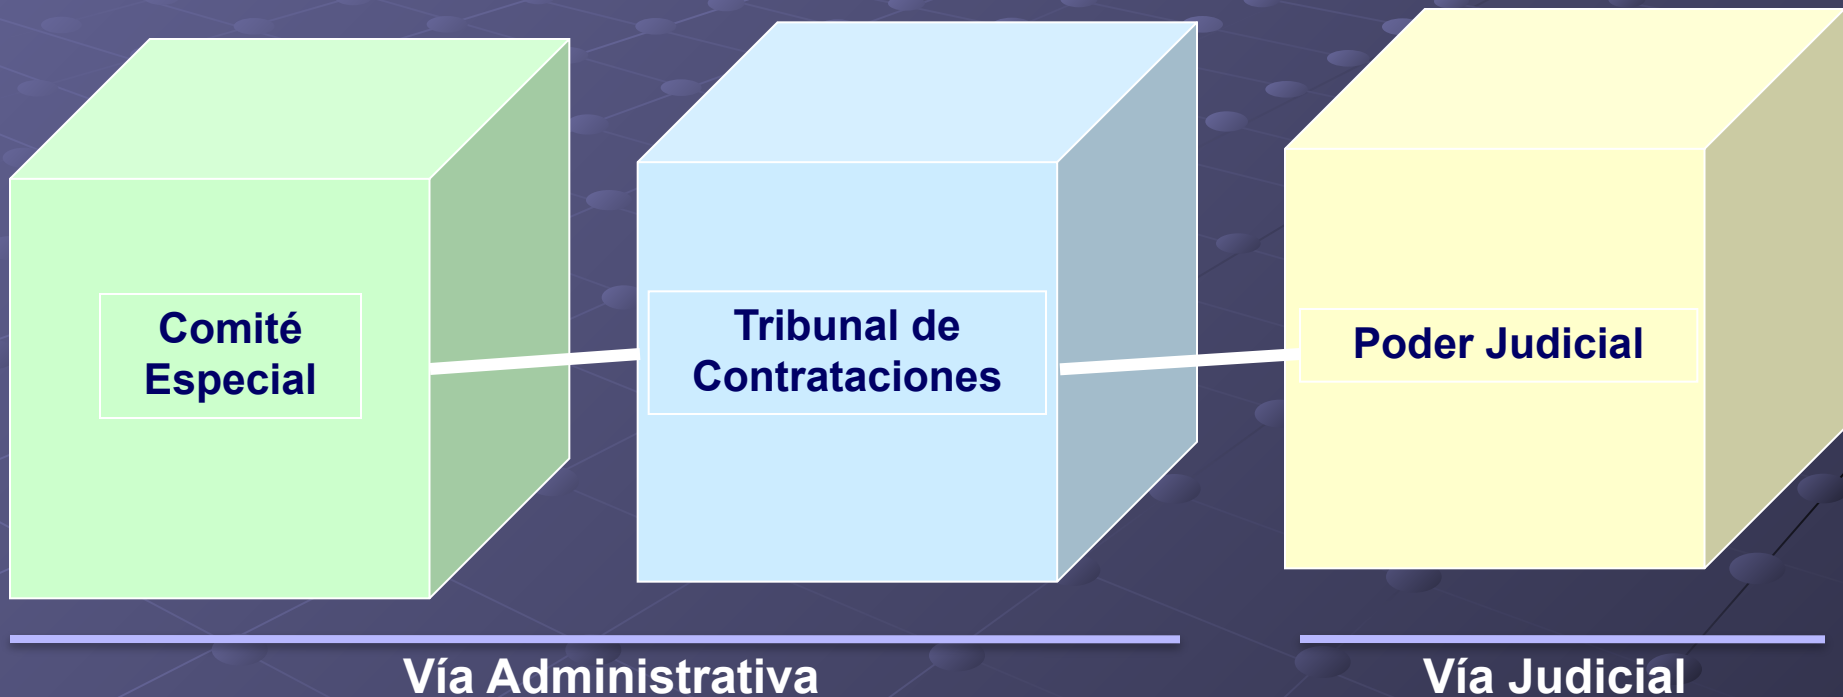 Comité
Especial
Tribunal de
Contrataciones
Poder Judicial
Vía Administrativa
Vía Judicial